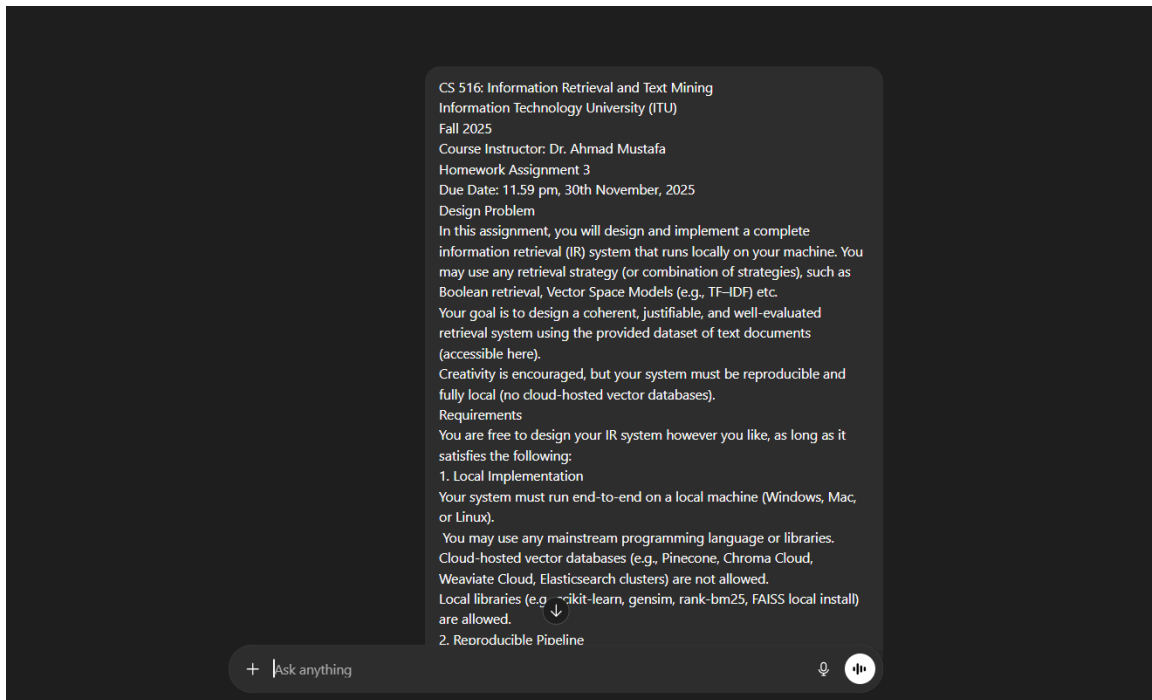 CS 516: Information Retrieval and Text Mining
Information Technology University (ITU)
Fall 2025
Course Instructor: Dr. Ahmad Mustafa
Homework Assignment 3
Due Date: 11.59 pm, 30th November, 2025
Design Problem
In this assignment, you will design and implement a complete
information retrieval (IR) system that runs locally on your machine. You
may use any retrieval strategy (or combination of strategies), such as
Boolean retrieval, Vector Space Models (e.g., TF–IDF) etc.
Your goal is to design a coherent, justifiable, and well-evaluated
retrieval system using the provided dataset of text documents
(accessible here).
Creativity is encouraged, but your system must be reproducible and
fully local (no cloud-hosted vector databases).
Requirements
You are free to design your IR system however you like, as long as it
satisfies the following:
1. Local Implementation
Your system must run end-to-end on a local machine (Windows, Mac,
or Linux).
You may use any mainstream programming language or libraries.
Cloud-hosted vector databases (e.g., Pinecone, Chroma Cloud,
Weaviate Cloud, Elasticsearch clusters) are not allowed.
Local libraries (e.g. scikit-learn, gensim, rank-bm25, FAISS local install)
are allowed.
2. Reproducible Pipeline
Ask anything